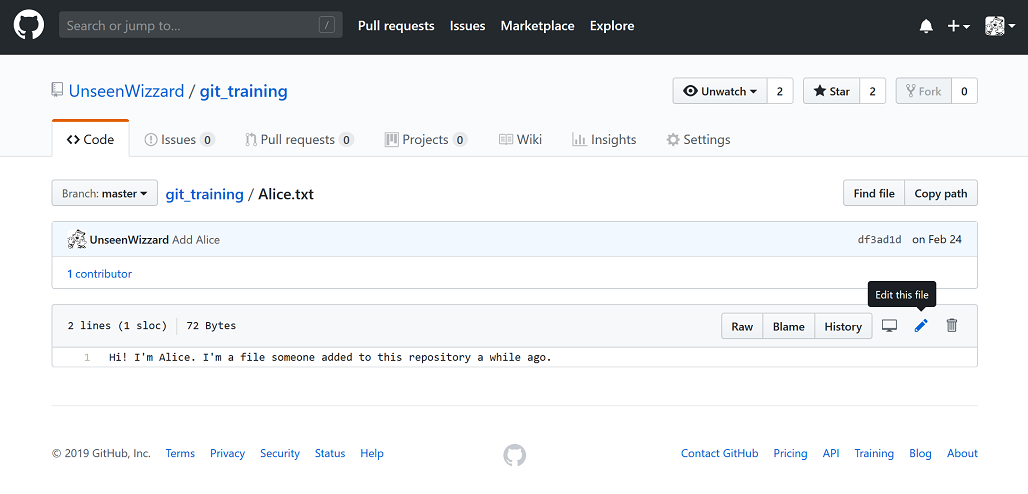 Search or jump to... /
Pull requests Issues Marketplace Explore
UnseenWizzard / git_training
Unwatch 2 Star 2 Fork 0
Code Issues 0 Pull requests 0 Projects 0 Wiki Insights Settings
Branch: master git_training / Alice.txt Find file Copy path
UnseenWizzard Add Alice df3ad1d on Feb 24
1 contributor
Edit this file
2 lines (1 sloc) 72 Bytes Raw Blame History
1 Hi! I'm Alice. I'm a file someone added to this repository a while ago.
© 2019 GitHub, Inc. Terms Privacy Security Status Help Contact GitHub Pricing API Training Blog About